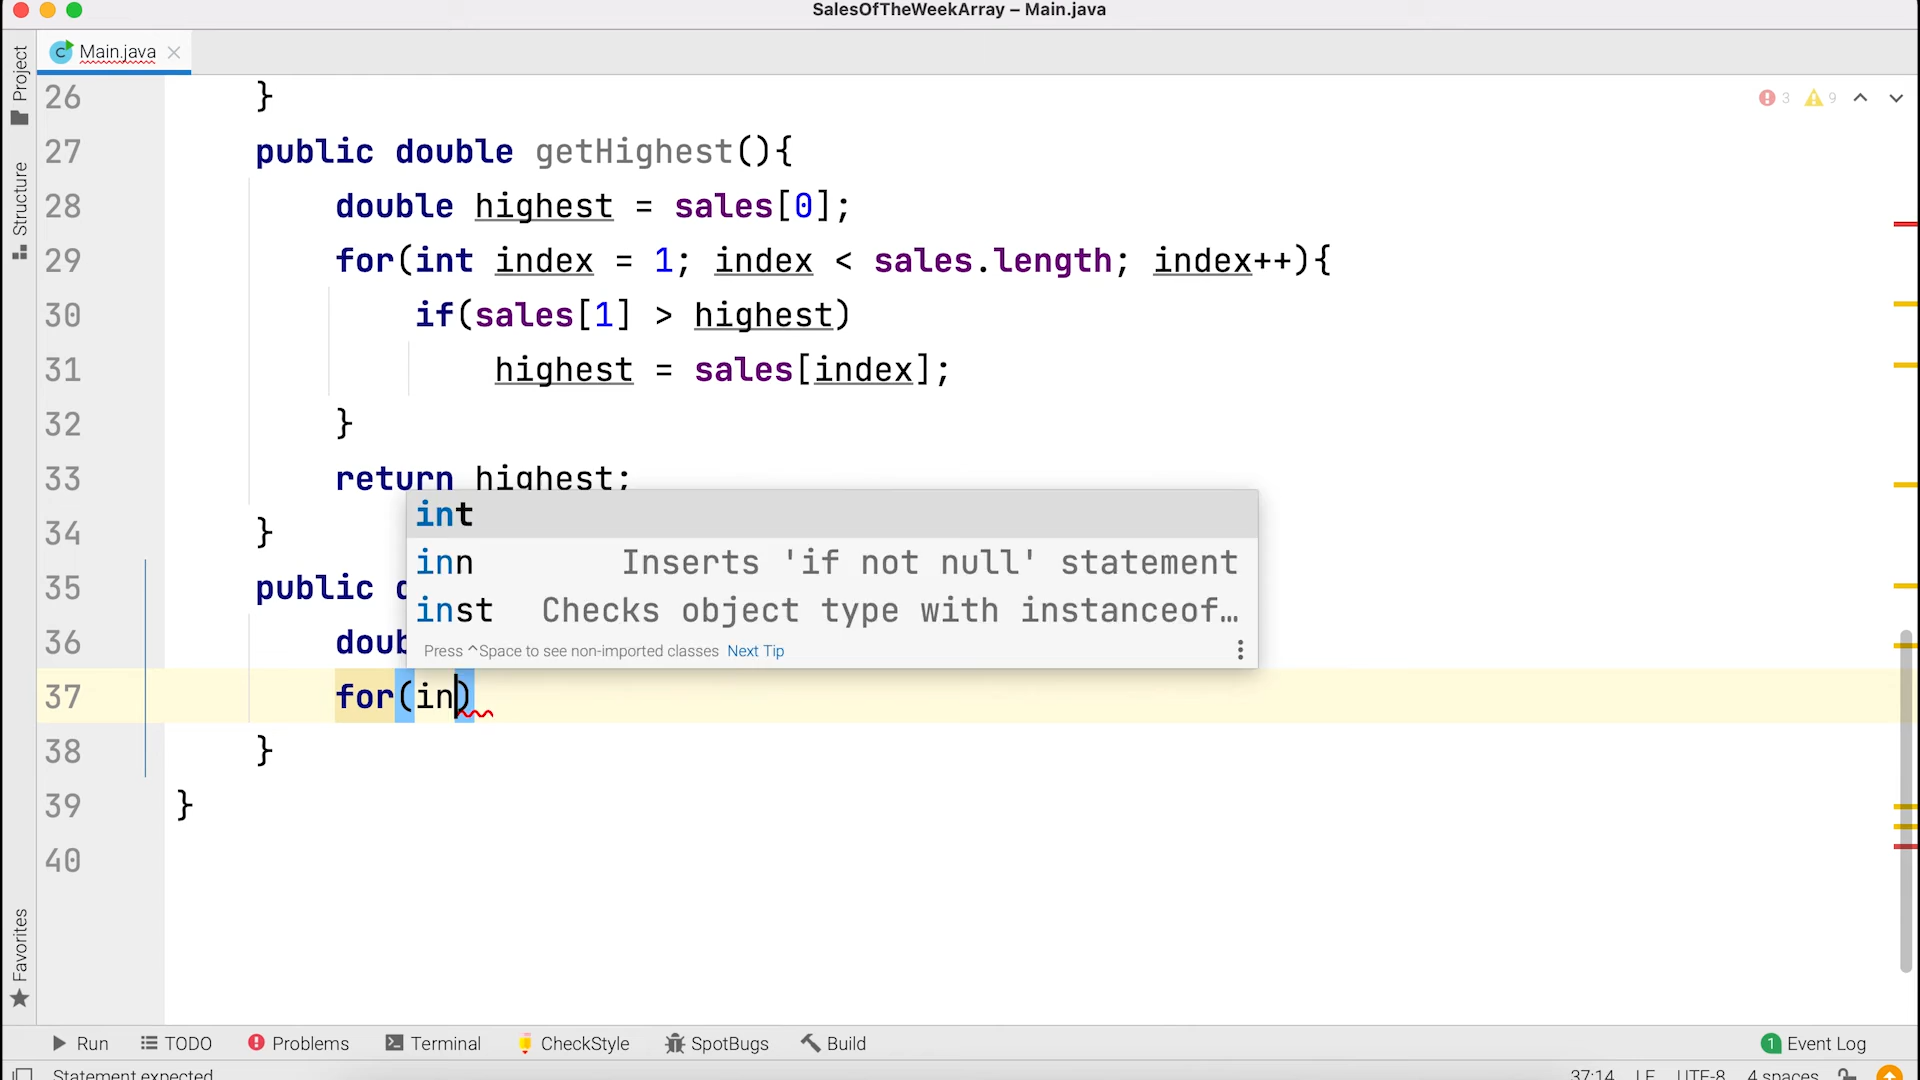 SalesOfTheWeekArray – Main.java
Project
Main.java
26 }
3 9
27 public double getHighest(){
28 double highest = sales[0];
Structure
29 for(int index = 1; index < sales.length; index++){
30 if(sales[1] > highest)
31 highest = sales[index];
32 }
33 return highest;
int
34 }
inn Inserts 'if not null' statement
35 public d
inst Checks object type with instanceof…
36 doub
Press ^Space to see non-imported classes Next Tip
37 for(in)
38 }
39 }
40
Favorites
Run TODO Problems Terminal CheckStyle SpotBugs Build 1 Event Log
Statement expected 37:14 LF UTF-8 4 spaces